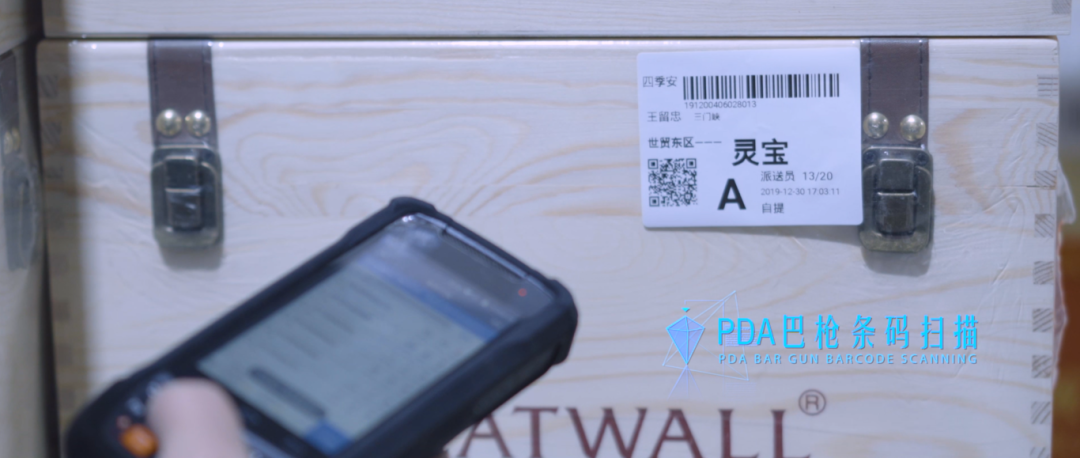 四季安
191200406028013
王留忠 三门峡
世贸东区一一一
灵宝
A
派送员 13/20
2019-12-30 17:03:11
自提
PDA巴枪条码扫描
PDA BAR GUN BARCODE SCANNING
ATWALL®